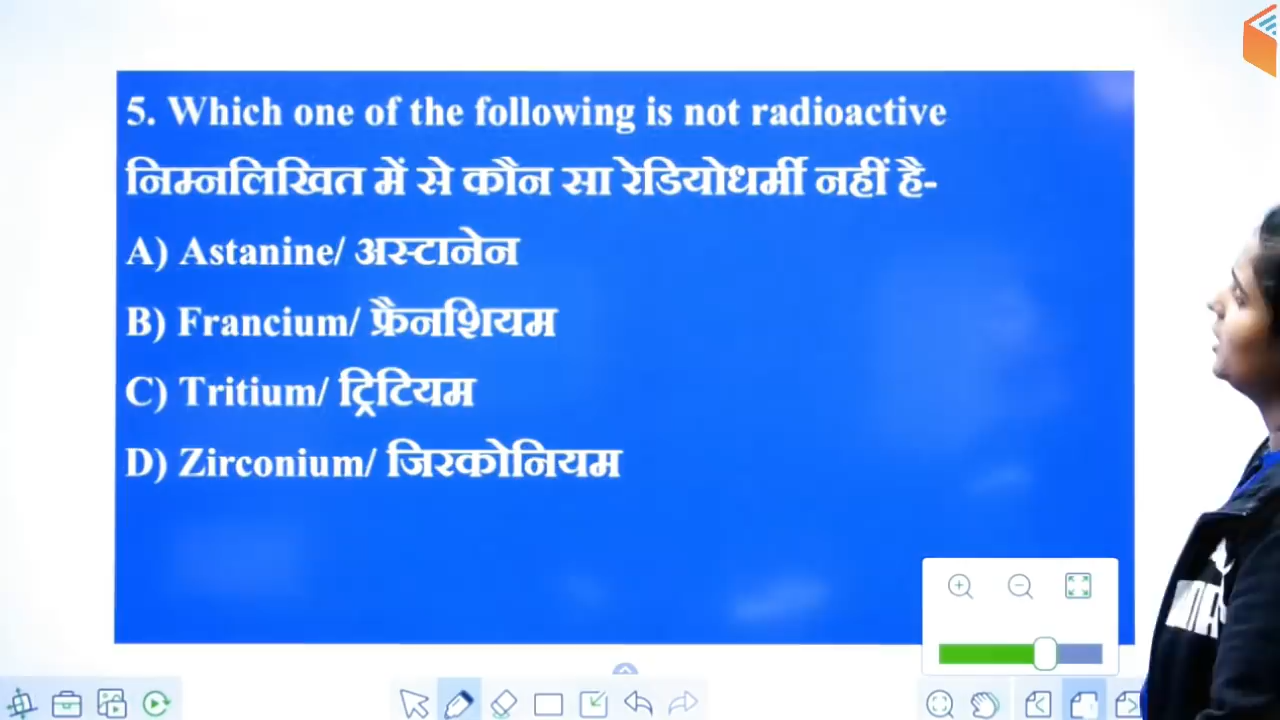 5. Which one of the following is not radioactive
निम्नलिखित में से कौन सा रेडियोधर्मी नहीं है-
A) Astanine/ अस्टानेन
B) Francium/ फ्रैनशियम
C) Tritium/ ट्रिटियम
D) Zirconium/ जिरकोनियम